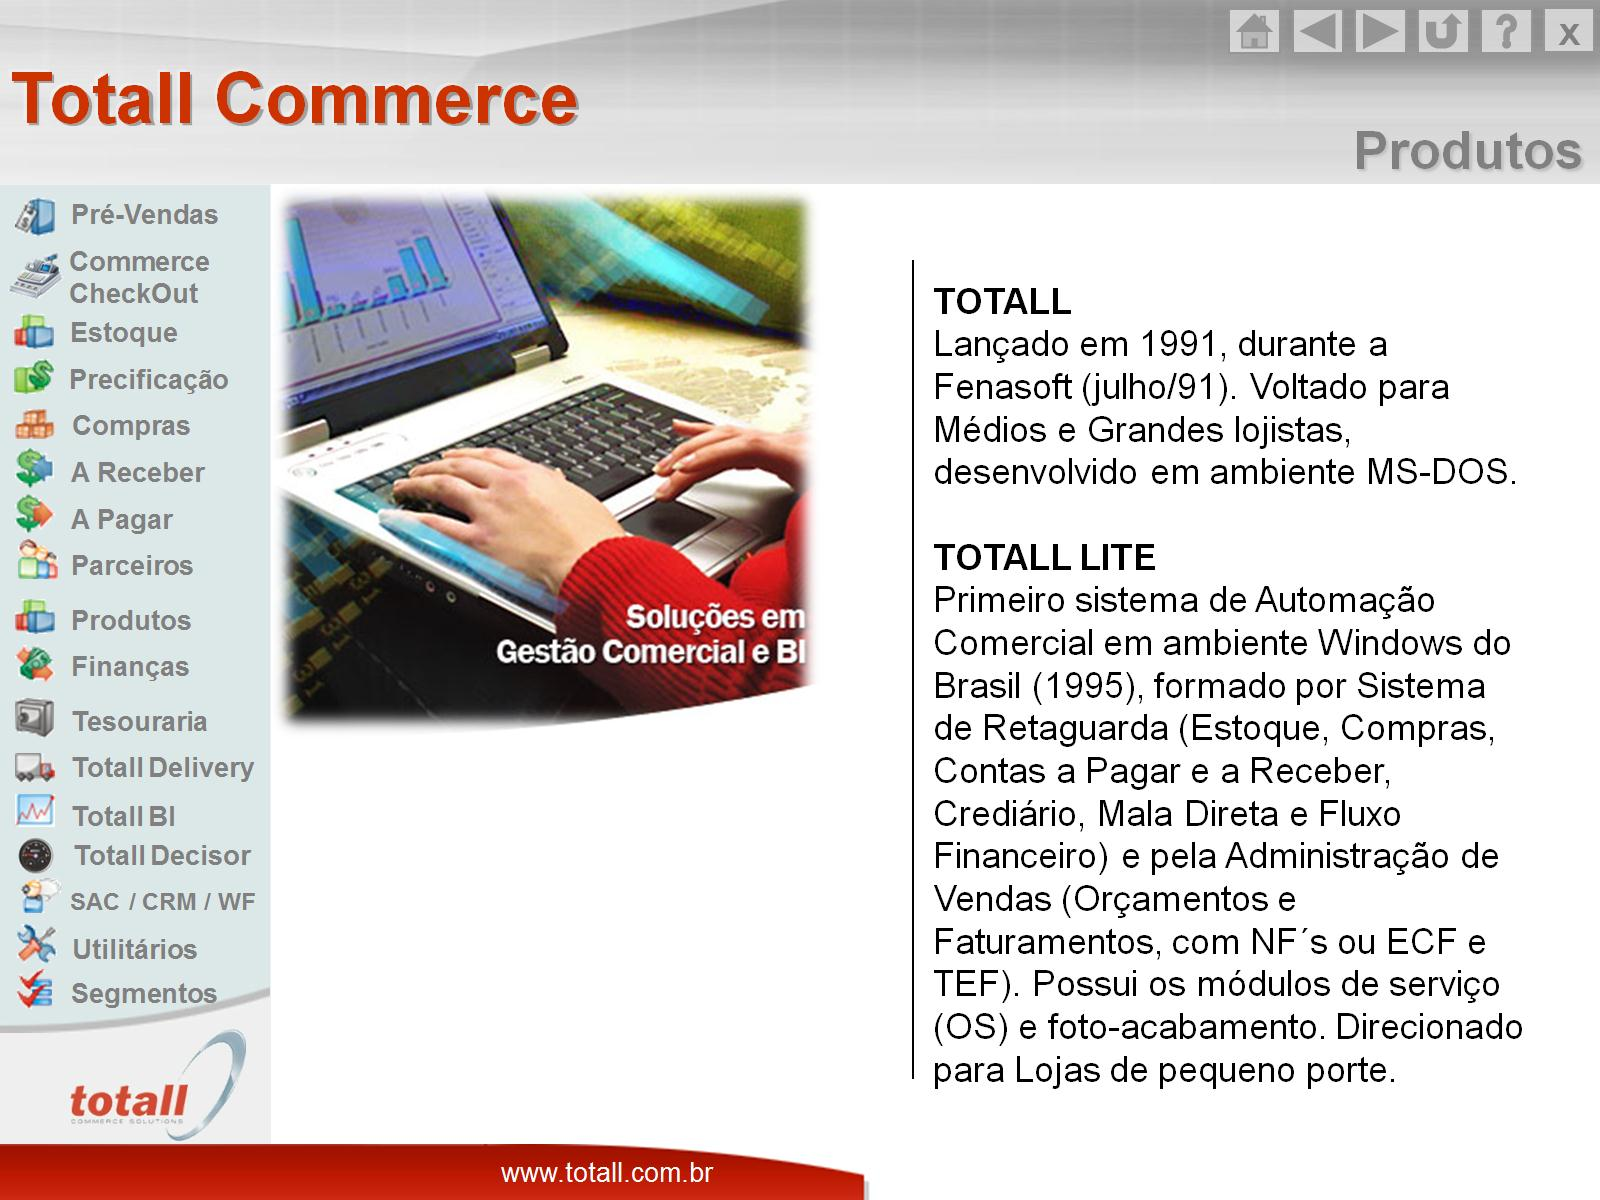 ? x
Totall Commerce
Produtos
Pré-Vendas
Commerce
CheckOut
Estoque
Precificação
Compras
A Receber
A Pagar
Parceiros
Produtos
Finanças
Tesouraria
Totall Delivery
Totall BI
Totall Decisor
SAC / CRM / WF
Utilitários
Segmentos
totall
COMMERCE SOLUTIONS
Soluções em
Gestão Comercial e BI
TOTALL
Lançado em 1991, durante a
Fenasoft (julho/91). Voltado para
Médios e Grandes lojistas,
desenvolvido em ambiente MS-DOS.
TOTALL LITE
Primeiro sistema de Automação
Comercial em ambiente Windows do
Brasil (1995), formado por Sistema
de Retaguarda (Estoque, Compras,
Contas a Pagar e a Receber,
Crediário, Mala Direta e Fluxo
Financeiro) e pela Administração de
Vendas (Orçamentos e
Faturamentos, com NF´s ou ECF e
TEF). Possui os módulos de serviço
(OS) e foto-acabamento. Direcionado
para Lojas de pequeno porte.
www.totall.com.br